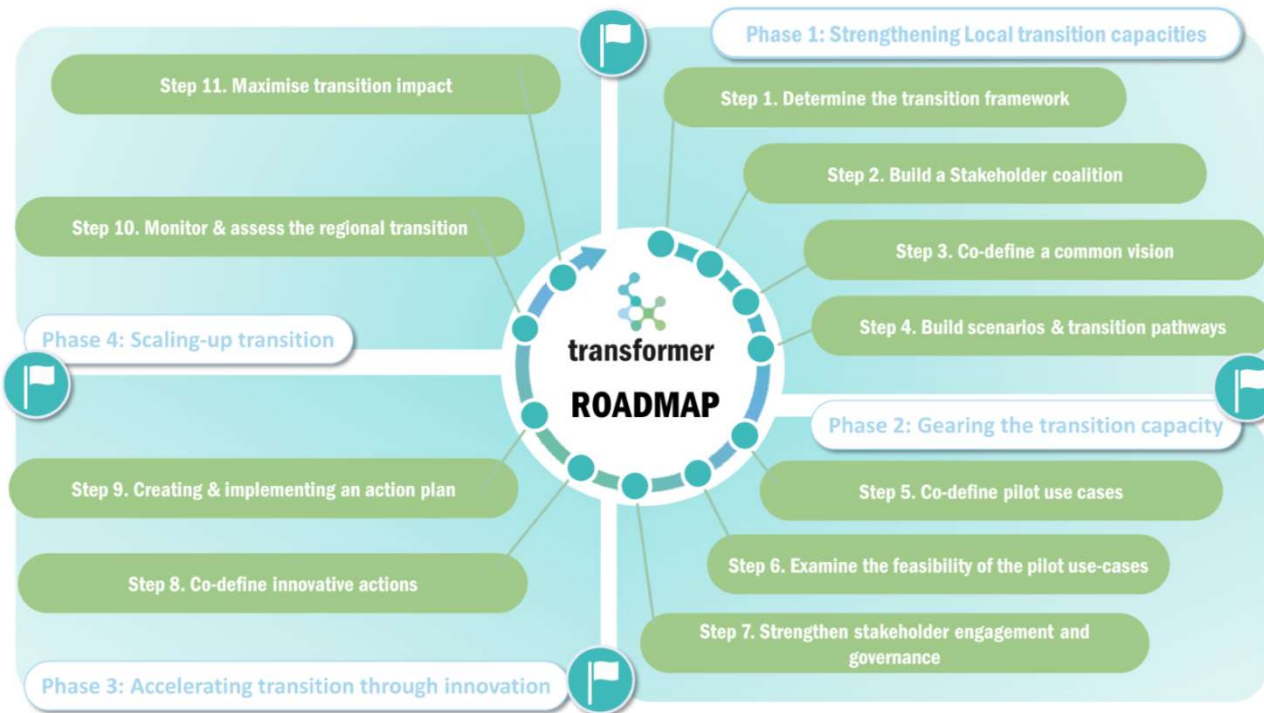 Phase 1: Strengthening Local transition capacities
Step 1. Determine the transition framework
Step 2. Build a Stakeholder coalition
Step 3. Co-define a common vision
Step 4. Build scenarios & transition pathways
Phase 2: Gearing the transition capacity
Step 5. Co-define pilot use cases
Step 6. Examine the feasibility of the pilot use-cases
Step 7. Strengthen stakeholder engagement and
governance
Phase 3: Accelerating transition through innovation
Step 8. Co-define innovative actions
Step 9. Creating & implementing an action plan
Phase 4: Scaling-up transition
Step 10. Monitor & assess the regional transition
Step 11. Maximise transition impact
transformer
ROADMAP